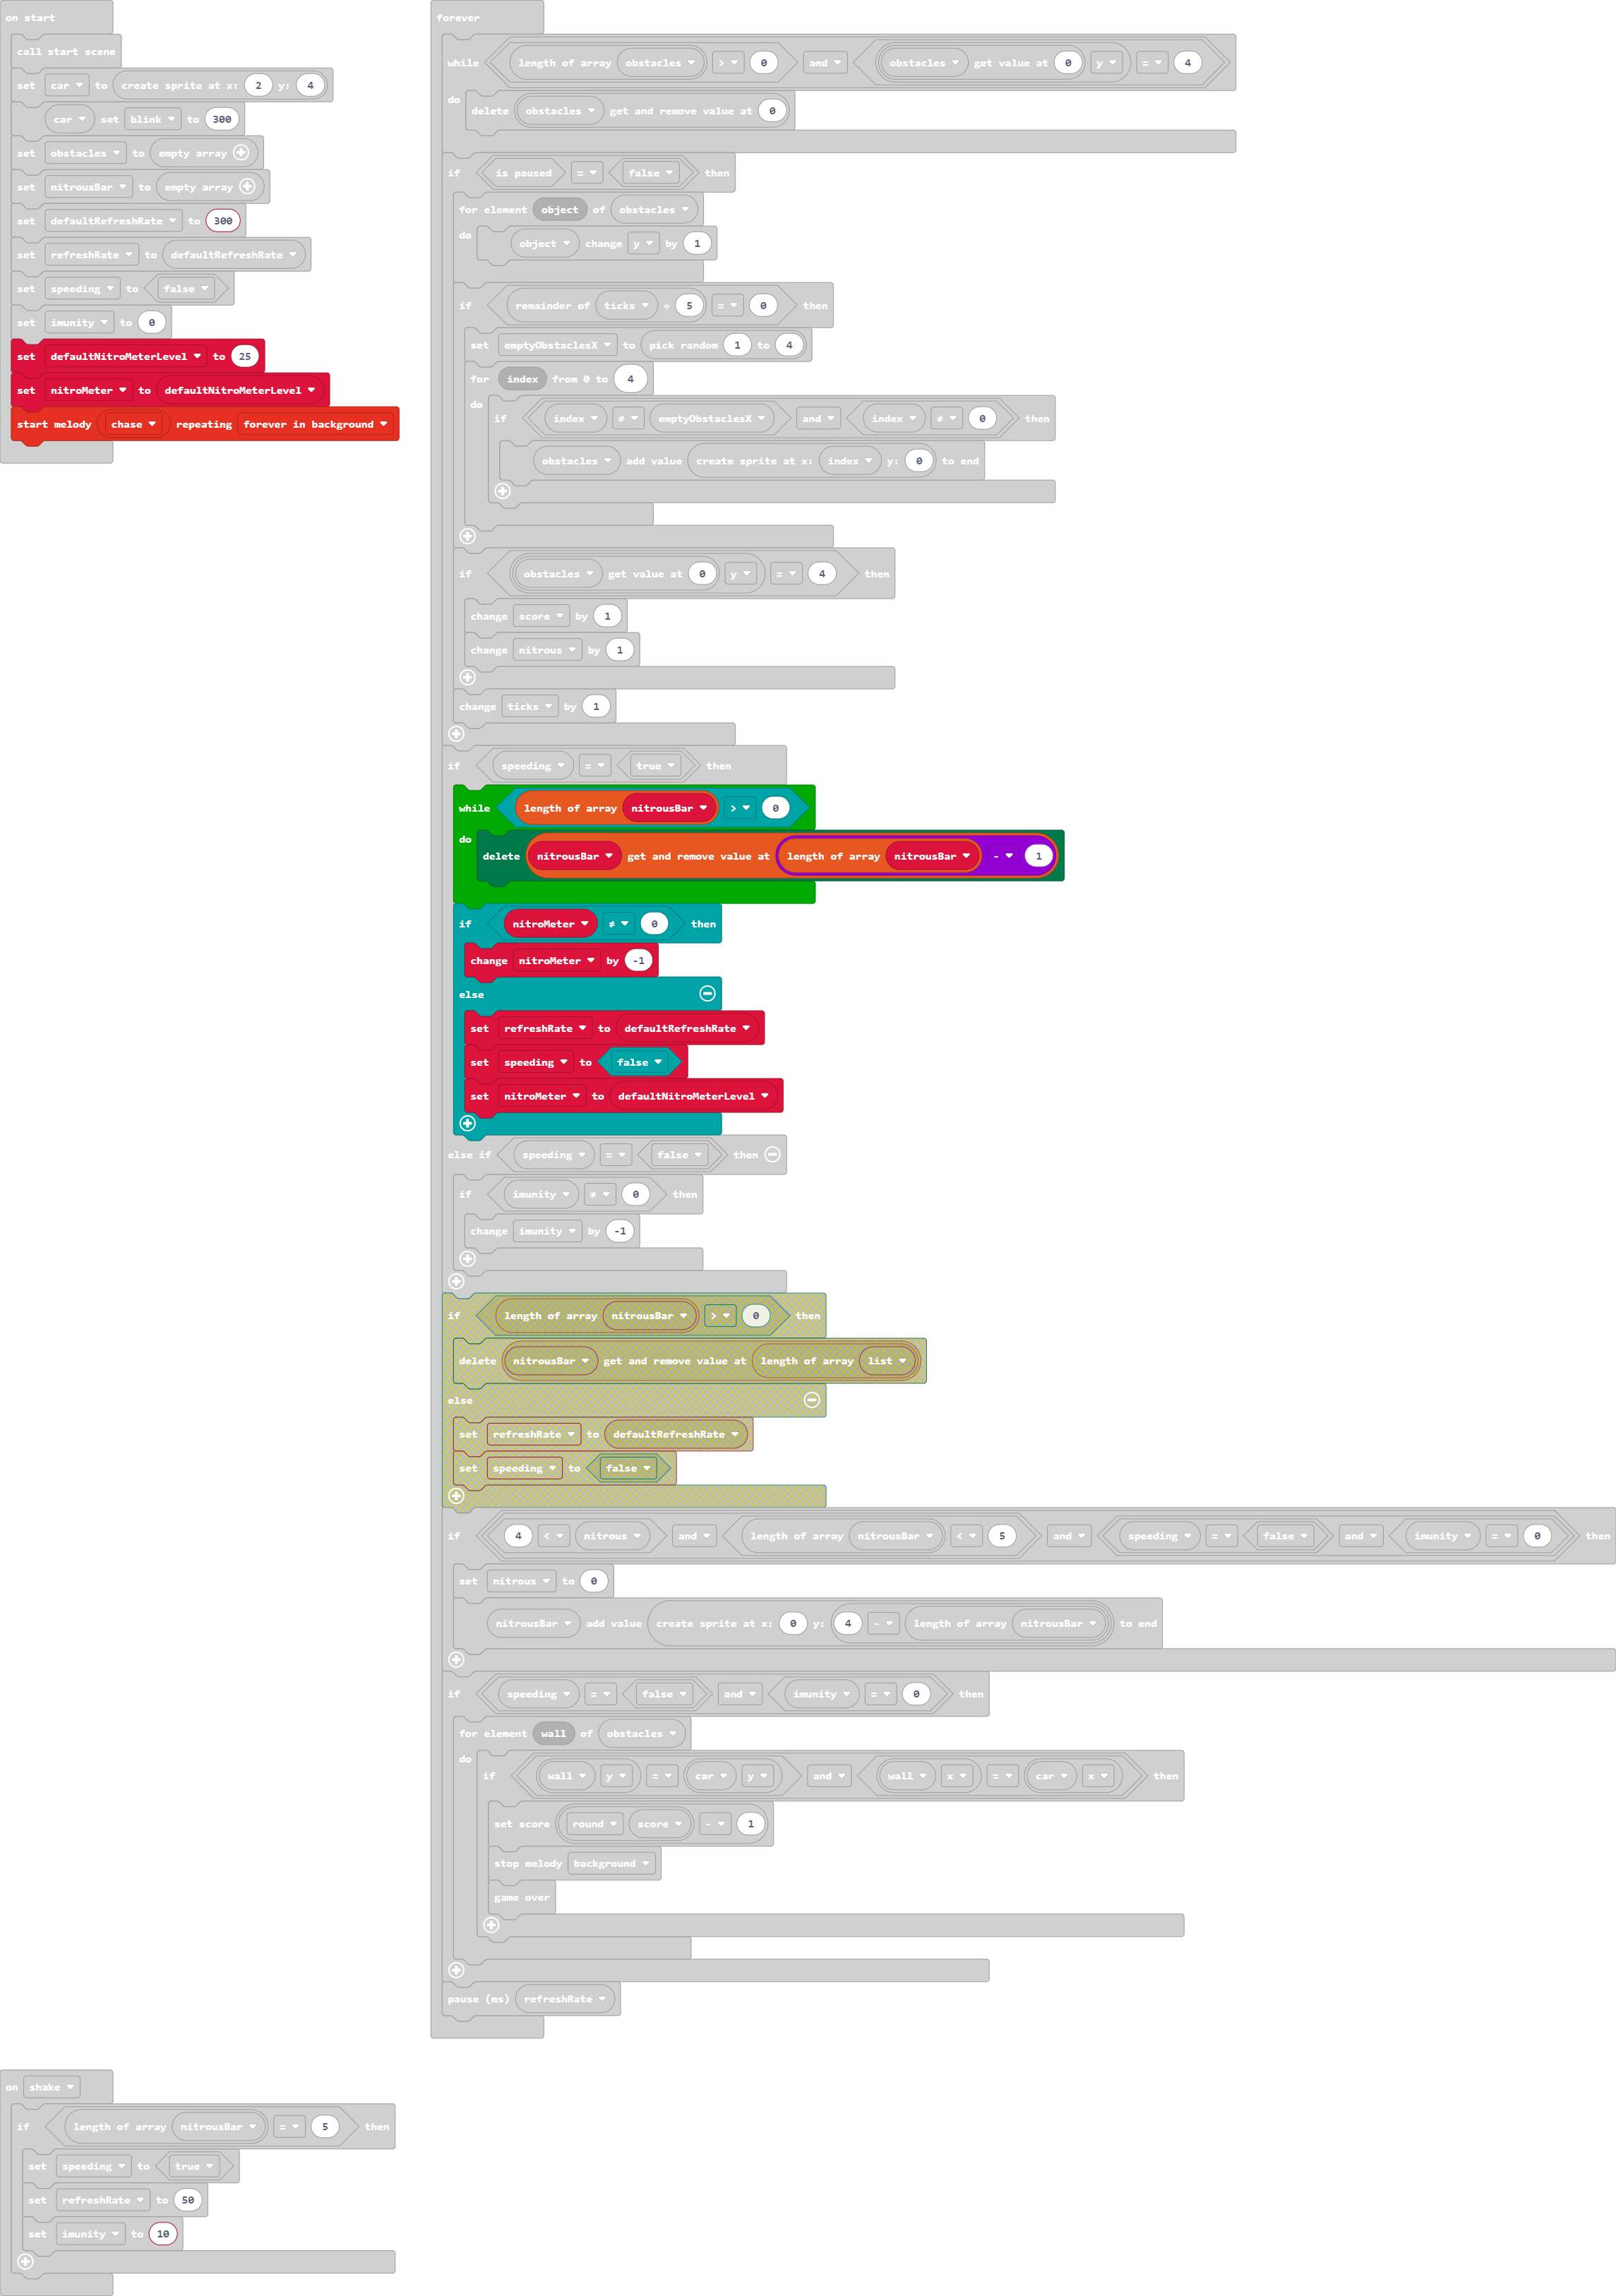 on start
call start scene
set car to create sprite at x: 2 y: 4
car set blink to 300
set obstacles to empty array
set nitrousBar to empty array
set defaultRefreshRate to 300
set refreshRate to defaultRefreshRate
set speeding to false
set imunity to 0
set defaultNitroMeterLevel to 25
set nitroMeter to defaultNitroMeterLevel
start melody chase repeating forever in background
forever
while length of array obstacles > 0 and obstacles get value at 0 y = 4
do
delete obstacles get and remove value at 0
if is paused = false then
for element object of obstacles
do
object change y by 1
if remainder of ticks ÷ 5 = 0 then
set emptyObstaclesX to pick random 1 to 4
for index from 0 to 4
do
if index ≠ emptyObstaclesX and index ≠ 0 then
obstacles add value create sprite at x: index y: 0 to end
if obstacles get value at 0 y = 4 then
change score by 1
change nitrous by 1
change ticks by 1
if speeding = true then
while length of array nitrousBar > 0
do
delete nitrousBar get and remove value at length of array nitrousBar - 1
if nitroMeter ≠ 0 then
change nitroMeter by -1
else
set refreshRate to defaultRefreshRate
set speeding to false
set nitroMeter to defaultNitroMeterLevel
else if speeding = false then
if imunity ≠ 0 then
change imunity by -1
if length of array nitrousBar > 0 then
delete nitrousBar get and remove value at length of array list
else
set refreshRate to defaultRefreshRate
set speeding to false
if 4 < nitrous and length of array nitrousBar < 5 and speeding = false and imunity = 0 then
set nitrous to 0
nitrousBar add value create sprite at x: 0 y: 4 - length of array nitrousBar to end
if speeding = false and imunity = 0 then
for element wall of obstacles
do
if wall y = car y and wall x = car x then
set score round score - 1
stop melody background
game over
pause (ms) refreshRate
on shake
if length of array nitrousBar = 5 then
set speeding to true
set refreshRate to 50
set imunity to 10